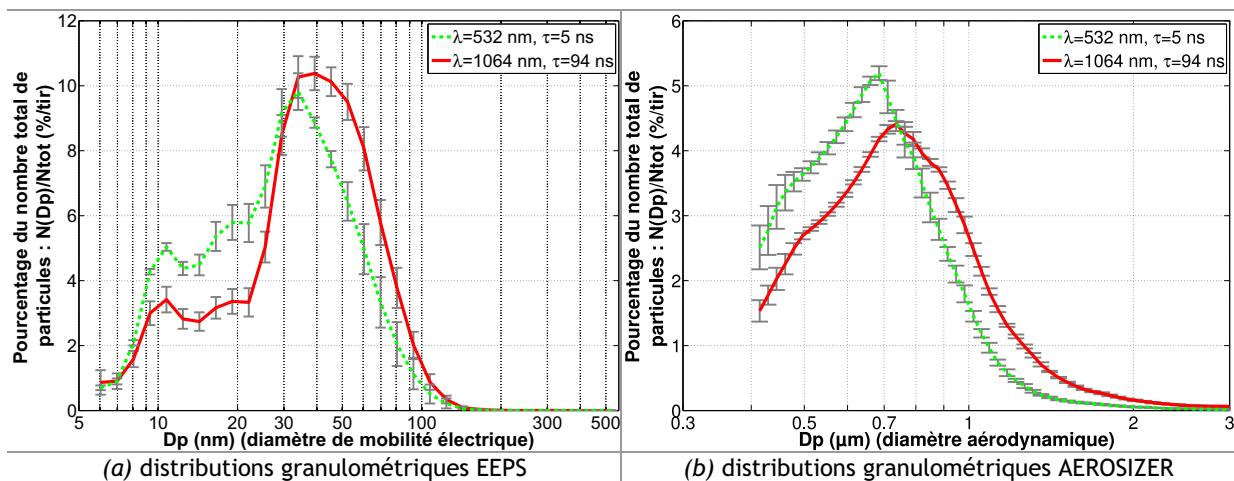 Pourcentage du nombre total de
particules : N(Dp)/Ntot (%/tir)
12
10
8
6
4
2
0
λ=532 nm, τ=5 ns
λ=1064 nm, τ=94 ns
5 10 20 30 50 100 200 300 500
Dp (nm) (diamètre de mobilité électrique)
(a) distributions granulométriques EEPS
Pourcentage du nombre total de
particules : N(Dp)/Ntot (%/tir)
6
5
4
3
2
1
0
λ=532 nm, τ=5 ns
λ=1064 nm, τ=94 ns
0.3 0.5 0.7 1 2 3
Dp (µm) (diamètre aérodynamique)
(b) distributions granulométriques AEROSIZER